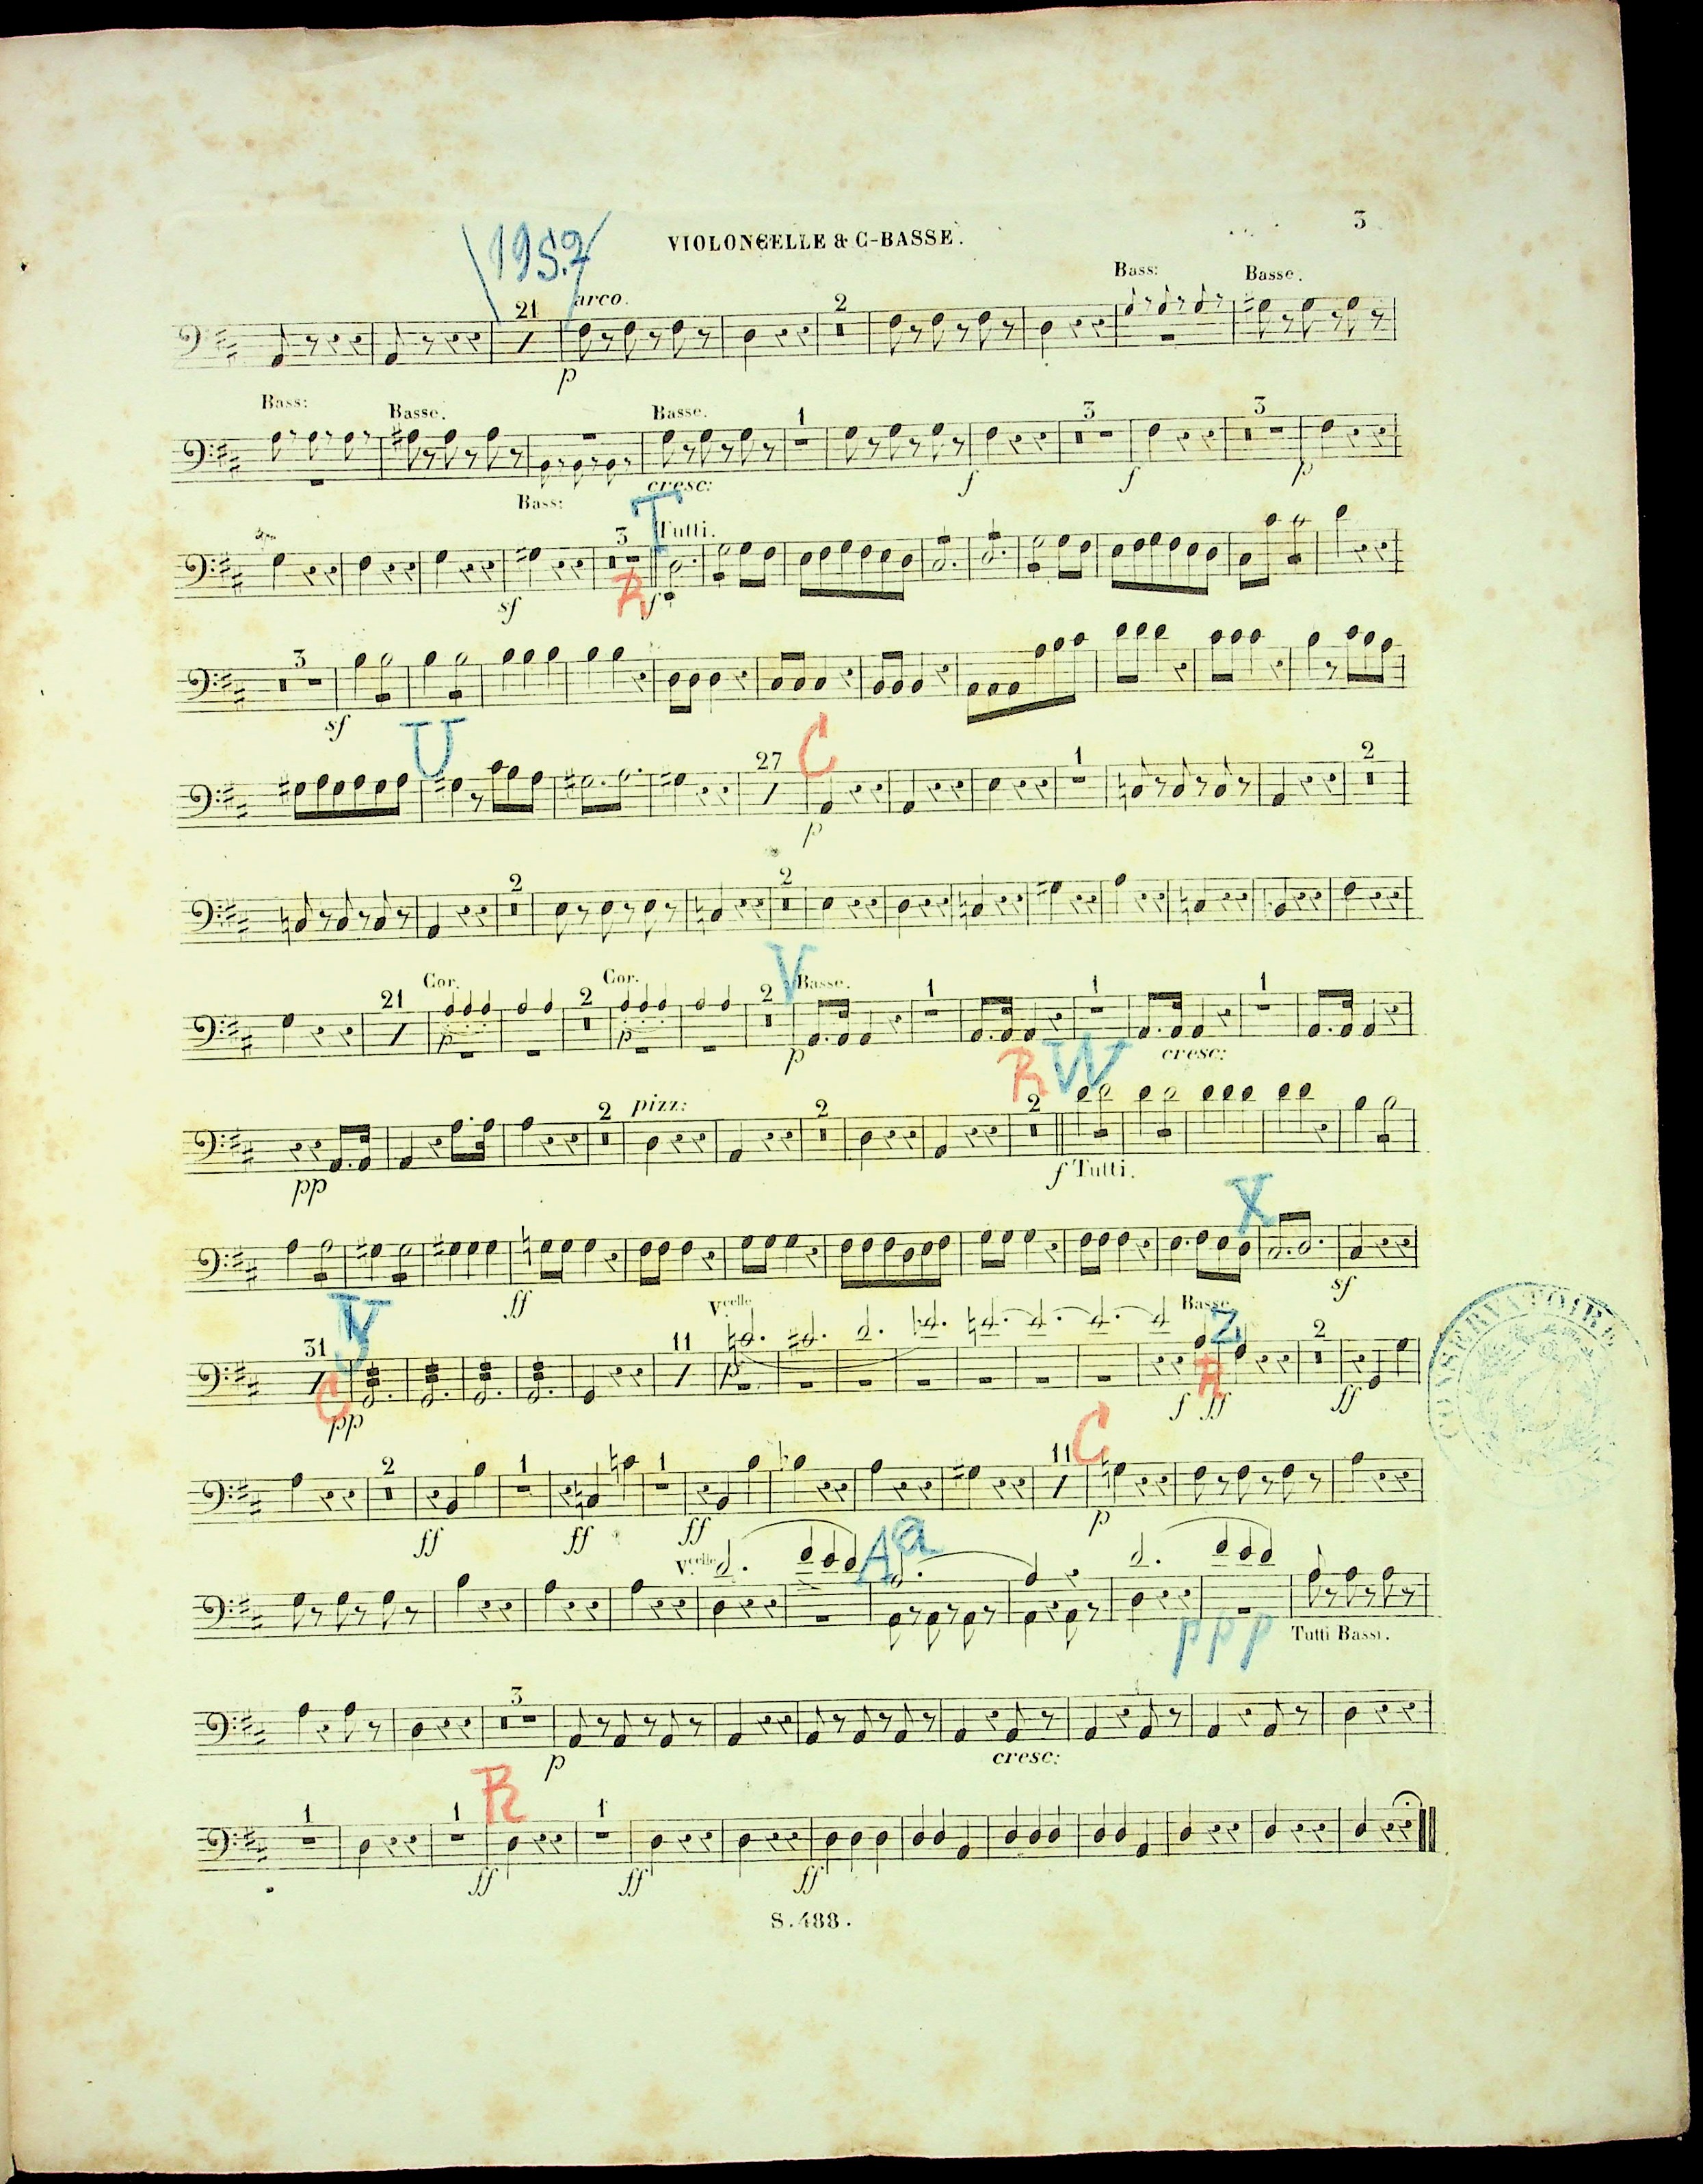 VIOLONCELLE & C-BASSE.
3
19 S. 2
21
arco.
2
Bass:
Basse.
p
Bass:
Basse.
Bass:
Basse.
cresc:
1
3
3
f
f
p
3
T
Tutti.
sf
R
f
3
sf
U
27
C
1
2
p
2
2
21
Cor.
2
Cor.
2
V
Basse.
1
1
1
p
p
p
cresc:
R
W
2
pizz:
2
2
pp
f Tutti.
X
ff
sf
31
Y
C
pp
11
Vcelle
p
Basse
Z
R
f
ff
2
ff
2
1
1
11
C
ff
ff
ff
p
Vcelle
Aa
ppp
Tutti Bassi.
3
p
cresc:
1
1
R
1
ff
ff
ff
S.488.
CONSERVATOIRE